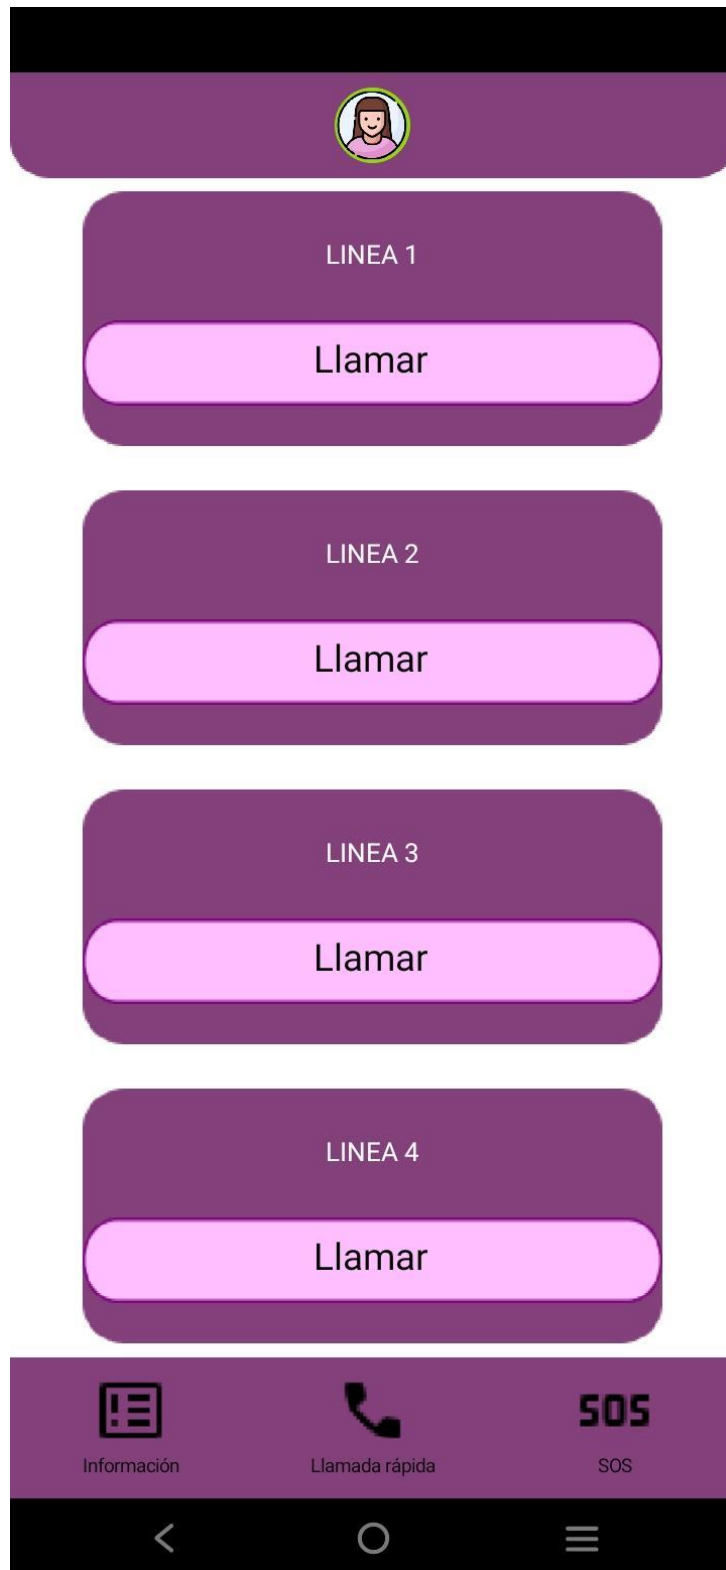 LINEA 1
Llamar
LINEA 2
Llamar
LINEA 3
Llamar
LINEA 4
Llamar
SOS
Información
Llamada rápida
SOS